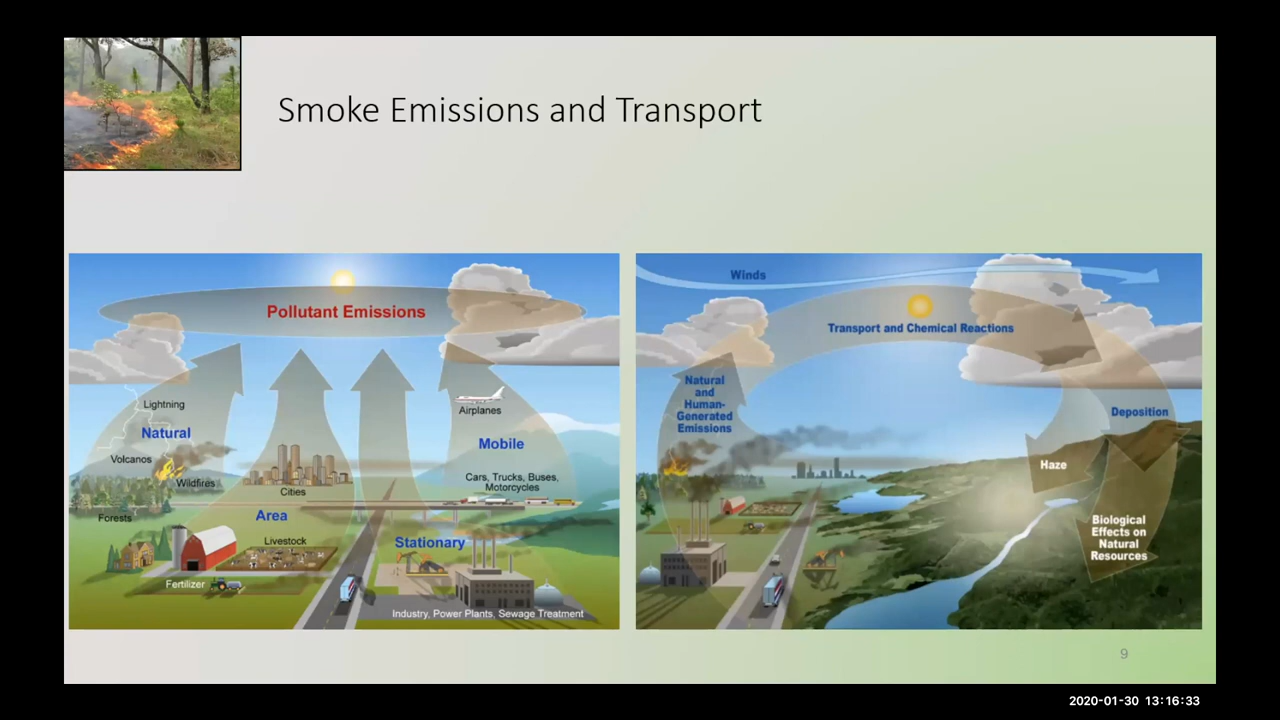 Smoke Emissions and Transport
Pollutant Emissions
Lightning
Natural
Volcanos
Wildfires
Forests
Cities
Area
Livestock
Fertilizer
Airplanes
Mobile
Cars, Trucks, Buses,
Motorcycles
Stationary
Industry, Power Plants, Sewage Treatment
Winds
Transport and Chemical Reactions
Natural
and
Human-
Generated
Emissions
Deposition
Haze
Biological
Effects on
Natural
Resources
9
2020-01-30 13:16:33